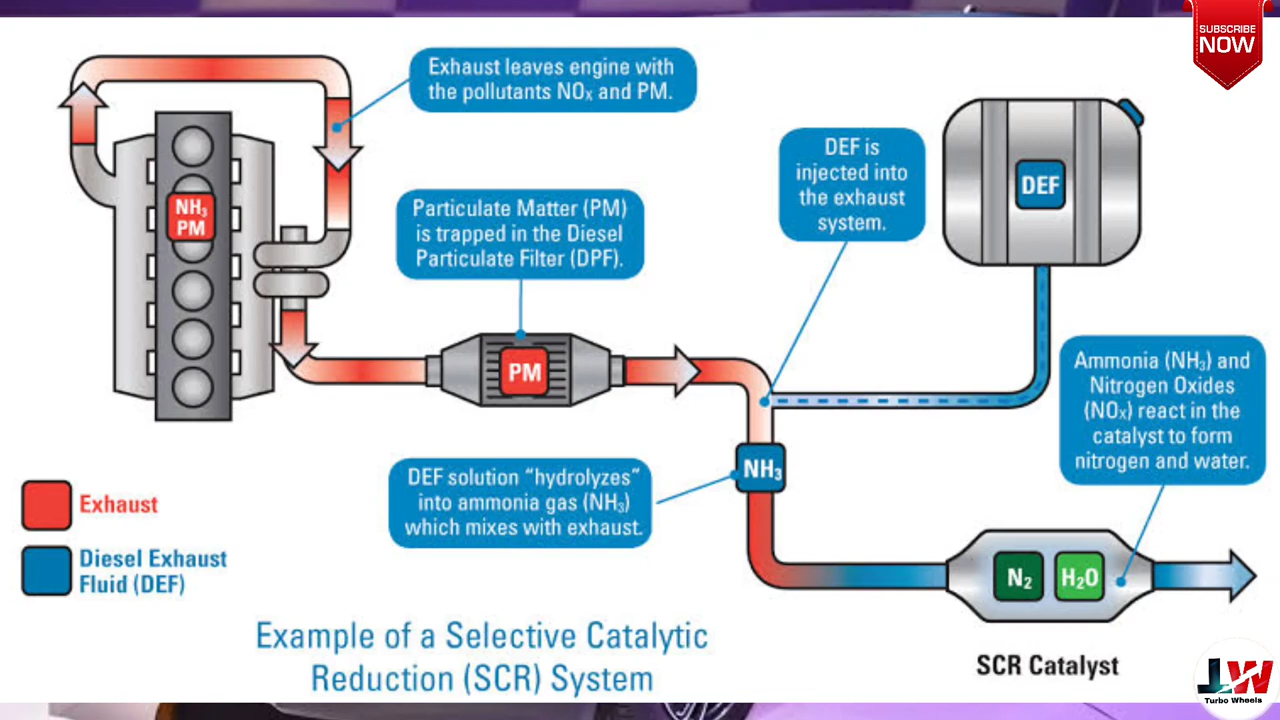 SUBSCRIBE
NOW
Exhaust leaves engine with
the pollutants NOx and PM.
DEF is
injected into
the exhaust
system.
DEF
NH3
PM
Particulate Matter (PM)
is trapped in the Diesel
Particulate Filter (DPF).
PM
Ammonia (NH3) and
Nitrogen Oxides
(NOx) react in the
catalyst to form
nitrogen and water.
DEF solution “hydrolyzes”
into ammonia gas (NH3)
which mixes with exhaust.
NH3
Exhaust
Diesel Exhaust
Fluid (DEF)
N2
H2O
Example of a Selective Catalytic
Reduction (SCR) System
SCR Catalyst
Turbo Wheels